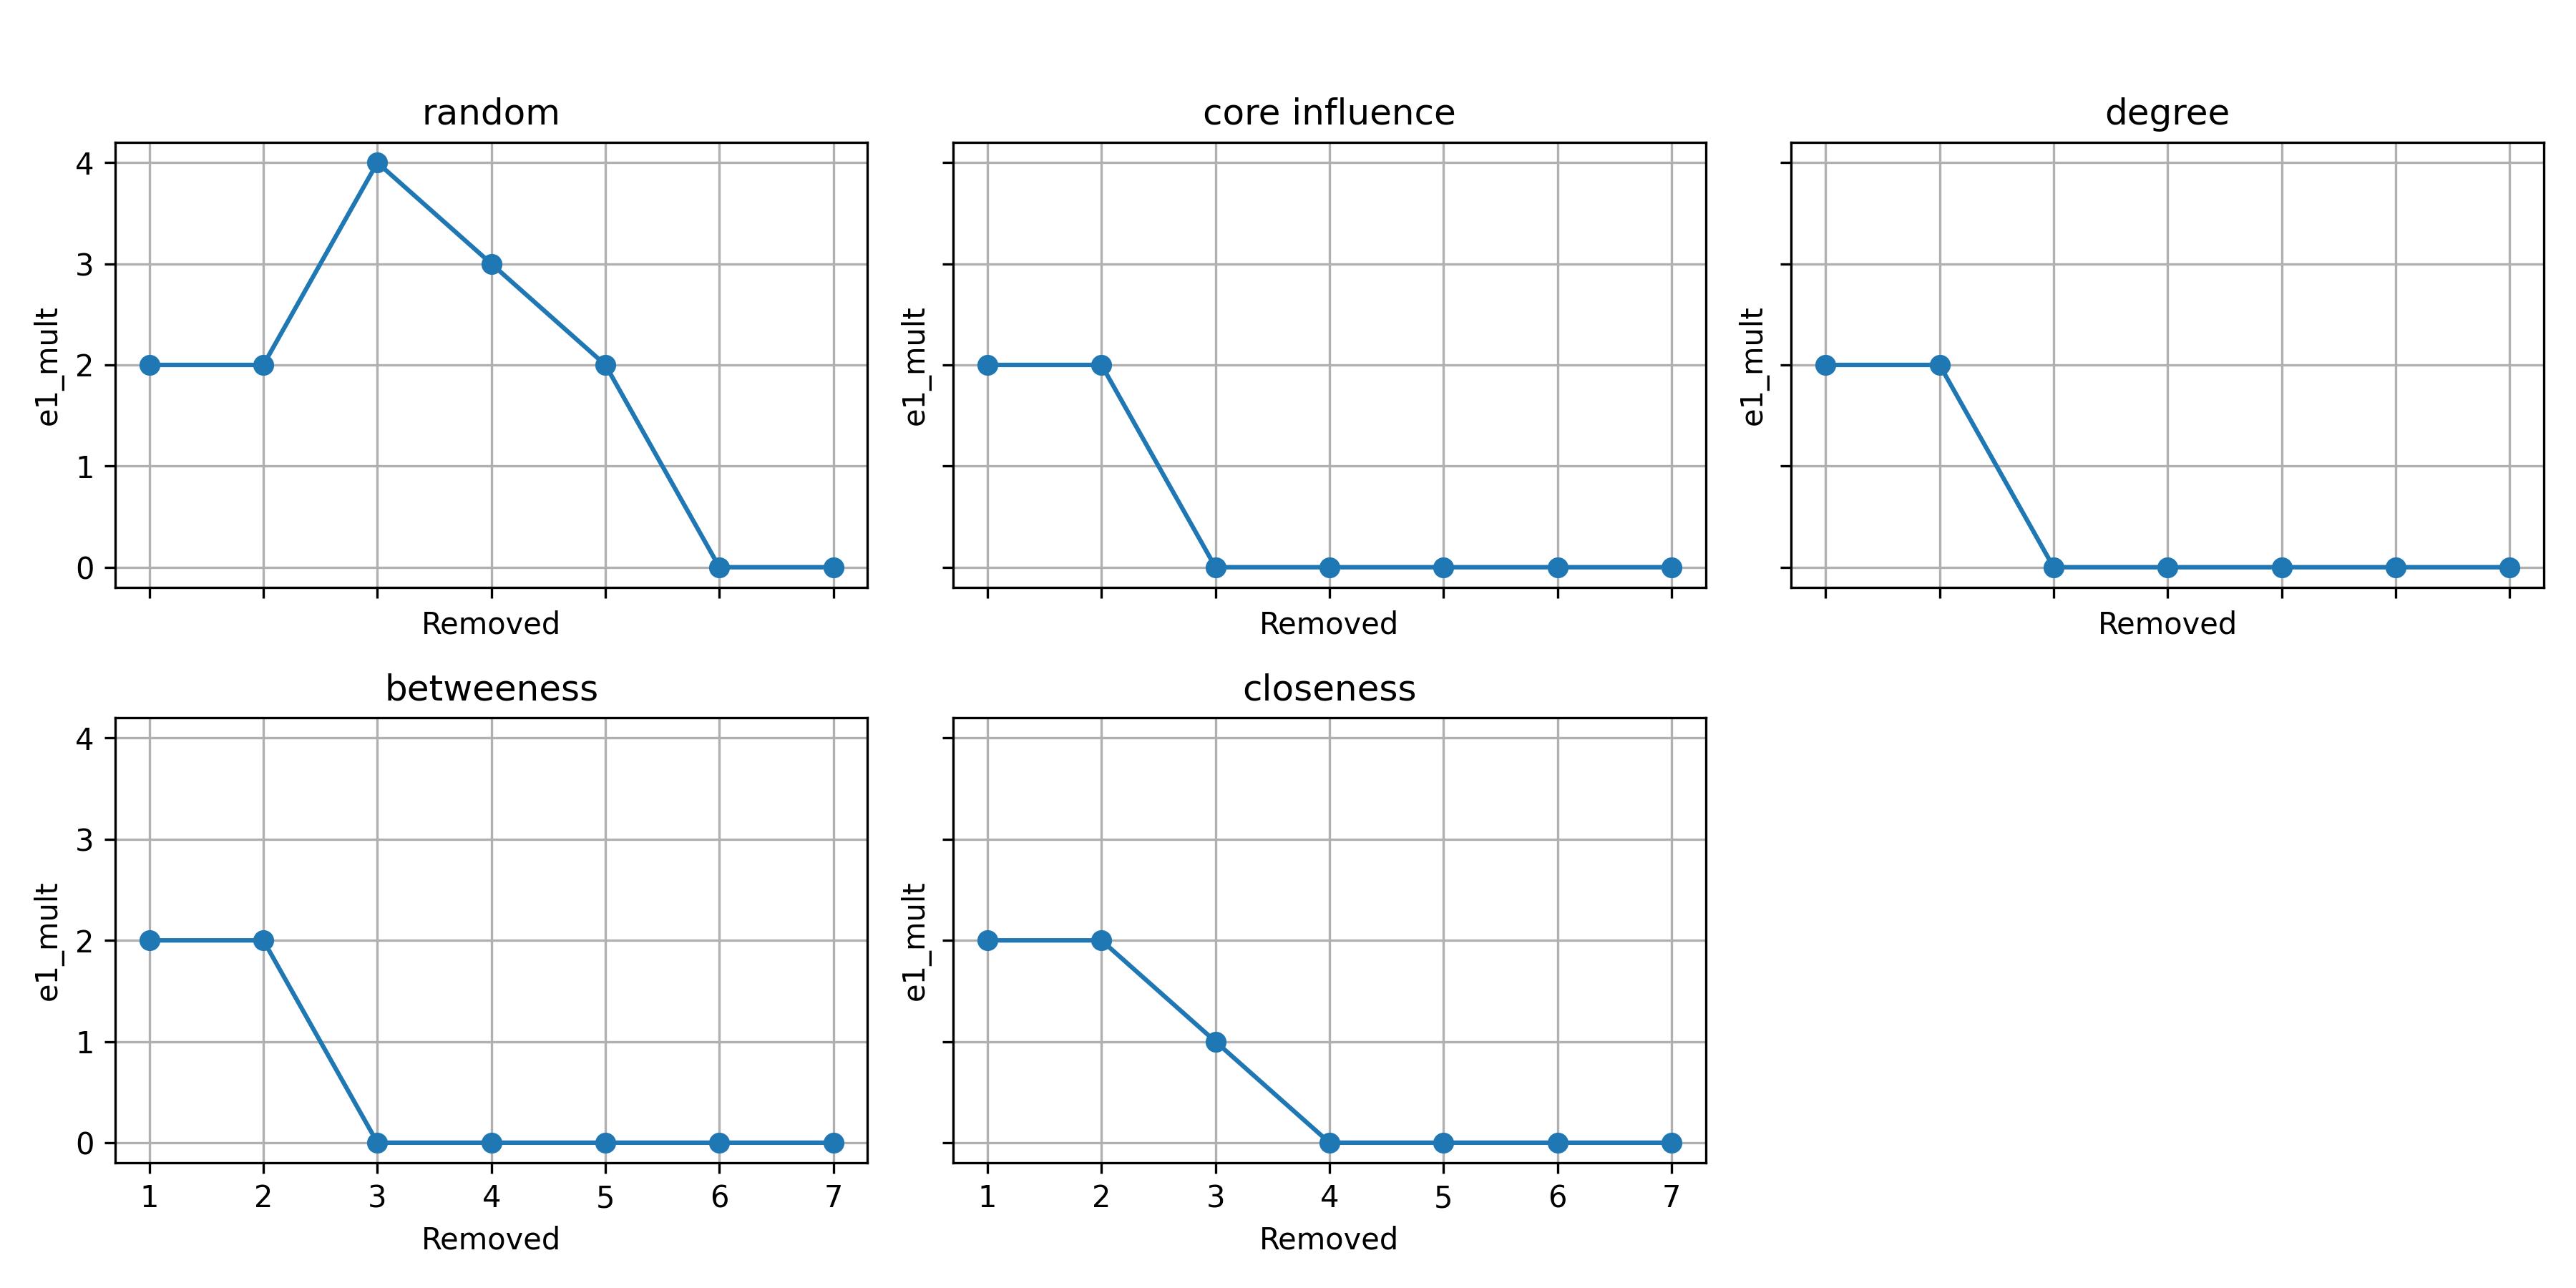 random
core influence
degree
4
3
2
1
0
e1_mult
e1_mult
e1_mult
Removed
Removed
Removed
betweeness
closeness
4
3
2
1
0
e1_mult
e1_mult
1 2 3 4 5 6 7
1 2 3 4 5 6 7
Removed
Removed